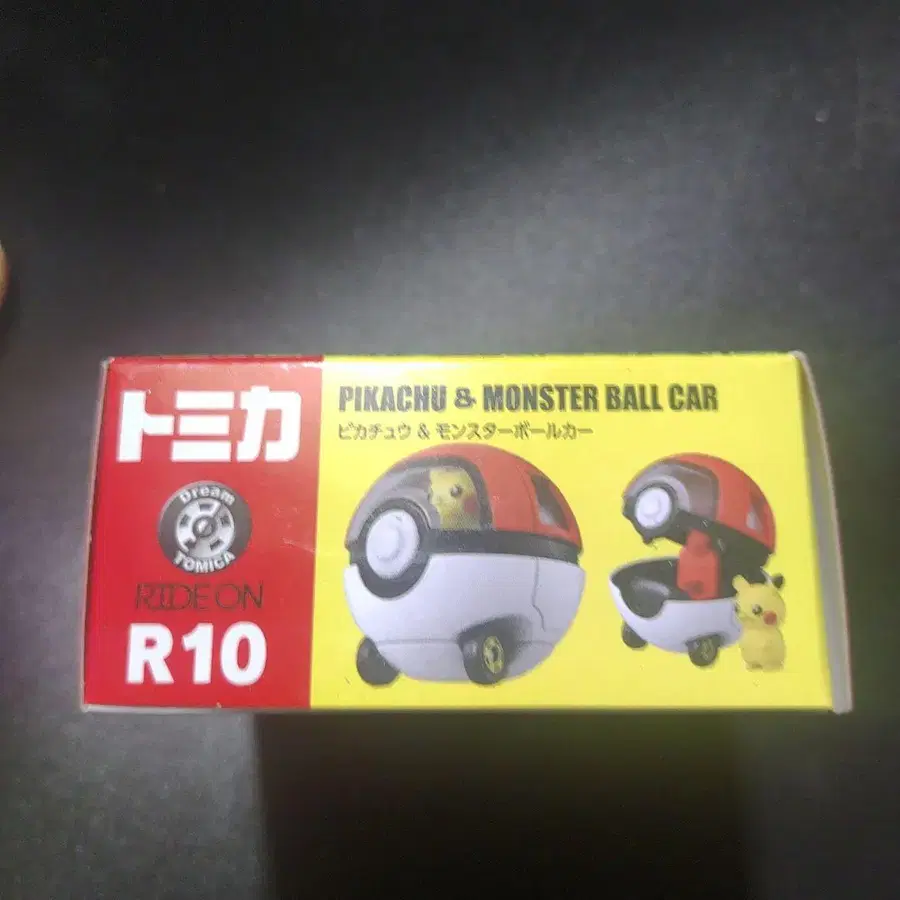 トミカ
Dream
TOMICA
RIDE ON
R10
PIKACHU & MONSTER BALL CAR
ピカチュウ & モンスターボールカー